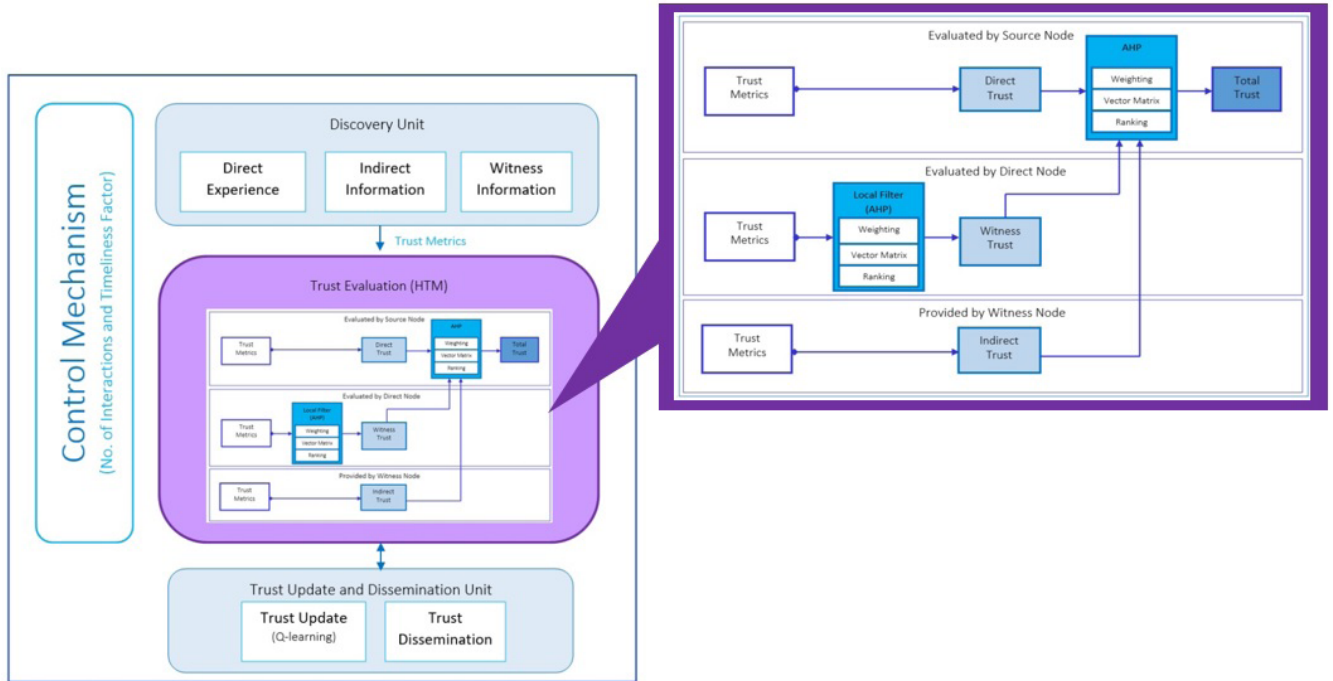 Control Mechanism
(No. of Interactions and Timeliness Factor)
Discovery Unit
Direct
Experience
Indirect
Information
Witness
Information
Trust Metrics
Trust Evaluation (HTM)
Evaluated by Source Node
Trust
Metrics
Direct
Trust
AHP
Weighting
Vector Matrix
Ranking
Total
Trust
Evaluated by Direct Node
Trust
Metrics
Local Filter
(AHP)
Weighting
Vector Matrix
Ranking
Witness
Trust
Provided by Witness Node
Trust
Metrics
Indirect
Trust
Trust Update and Dissemination Unit
Trust Update
(Q-learning)
Trust
Dissemination
Evaluated by Source Node
Trust
Metrics
Direct
Trust
AHP
Weighting
Vector Matrix
Ranking
Total
Trust
Evaluated by Direct Node
Trust
Metrics
Local Filter
(AHP)
Weighting
Vector Matrix
Ranking
Witness
Trust
Provided by Witness Node
Trust
Metrics
Indirect
Trust